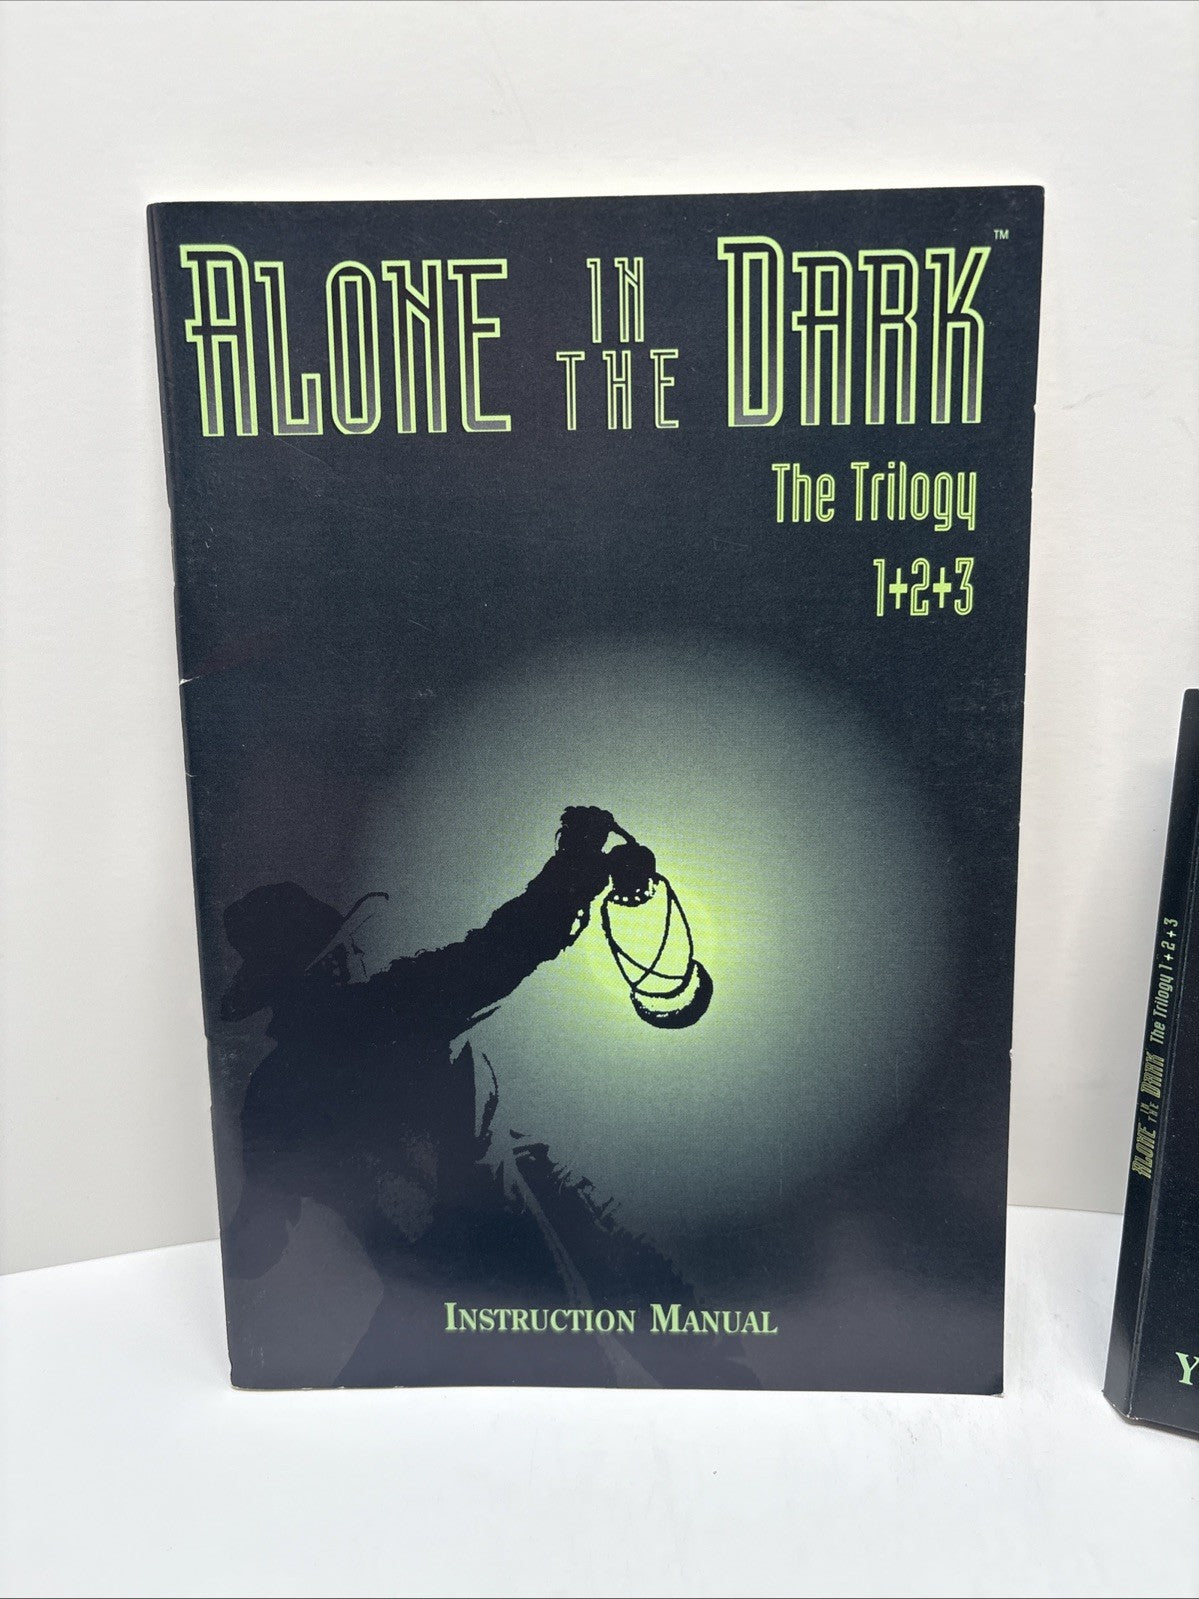 ALONE IN THE DARK™
The Trilogy
1+2+3
INSTRUCTION MANUAL
ALONE IN THE DARK The Trilogy 1+2+3
Y